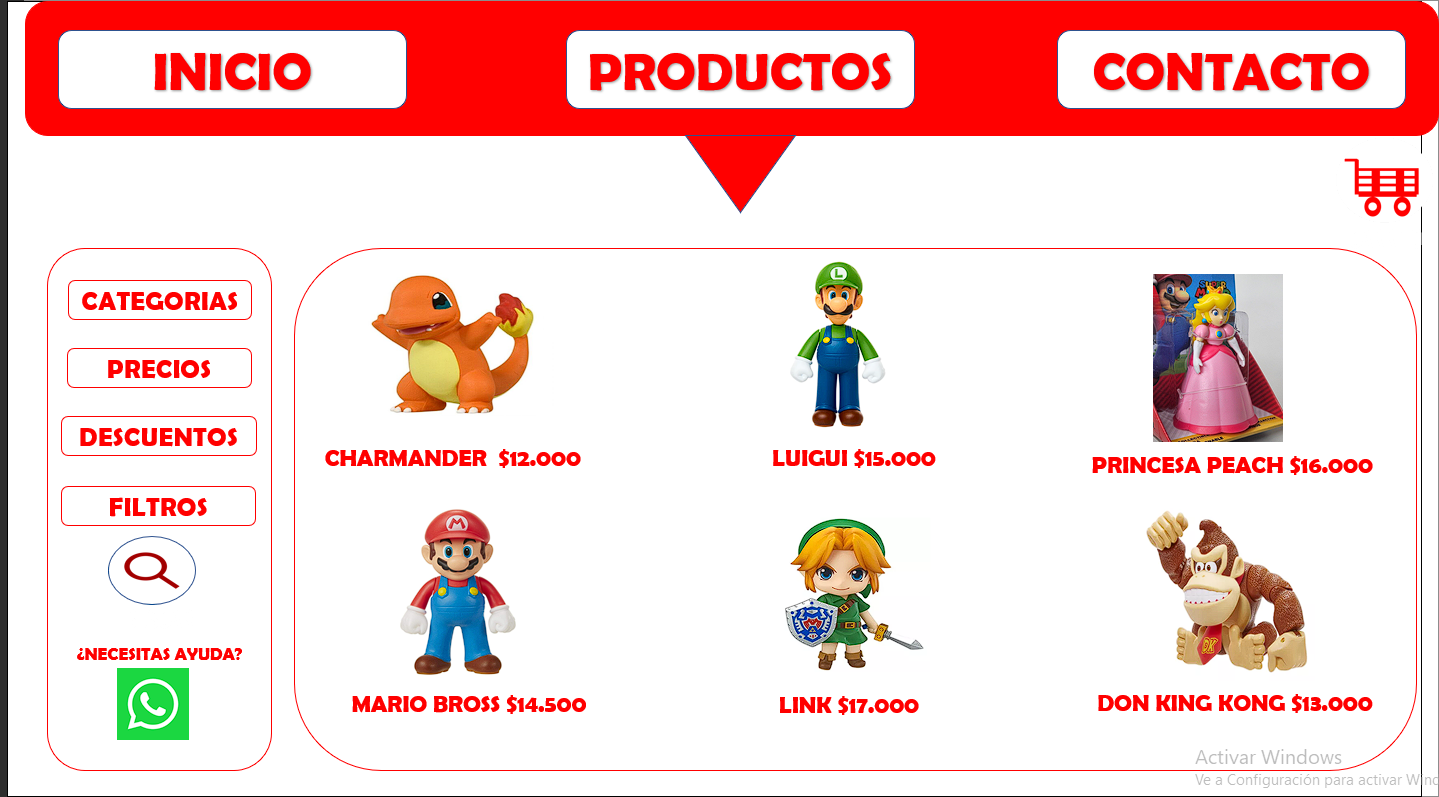 INICIO
PRODUCTOS
CONTACTO
CATEGORIAS
PRECIOS
DESCUENTOS
FILTROS
¿NECESITAS AYUDA?
L
SUPER
CHARMANDER $12.000
LUIGUI $15.000
PRINCESA PEACH $16.000
M
DK
MARIO BROSS $14.500
LINK $17.000
DON KING KONG $13.000
Activar Windows
Ve a Configuración para activar Wind